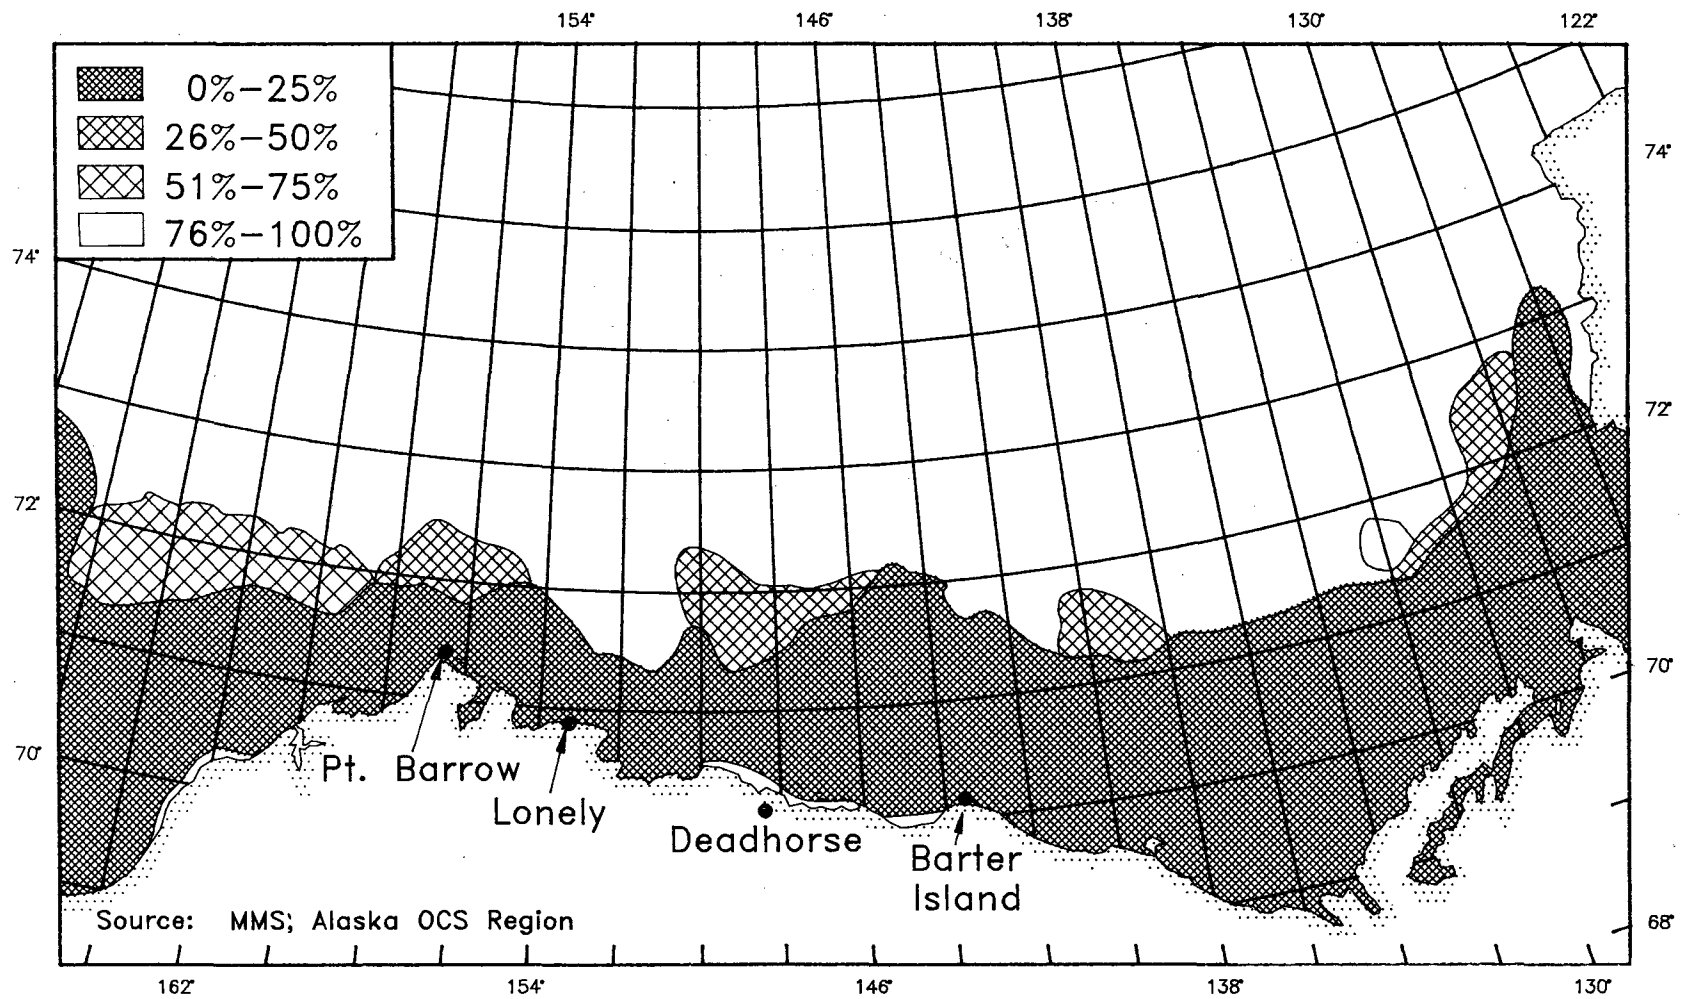 154° 146° 138° 130° 122°
0%-25%
26%-50%
51%-75%
76%-100%
74°
74°
72°
72°
70°
70°
Pt. Barrow
Lonely
Deadhorse
Barter
Island
Source: MMS; Alaska OCS Region
68°
162° 154° 146° 138° 130°